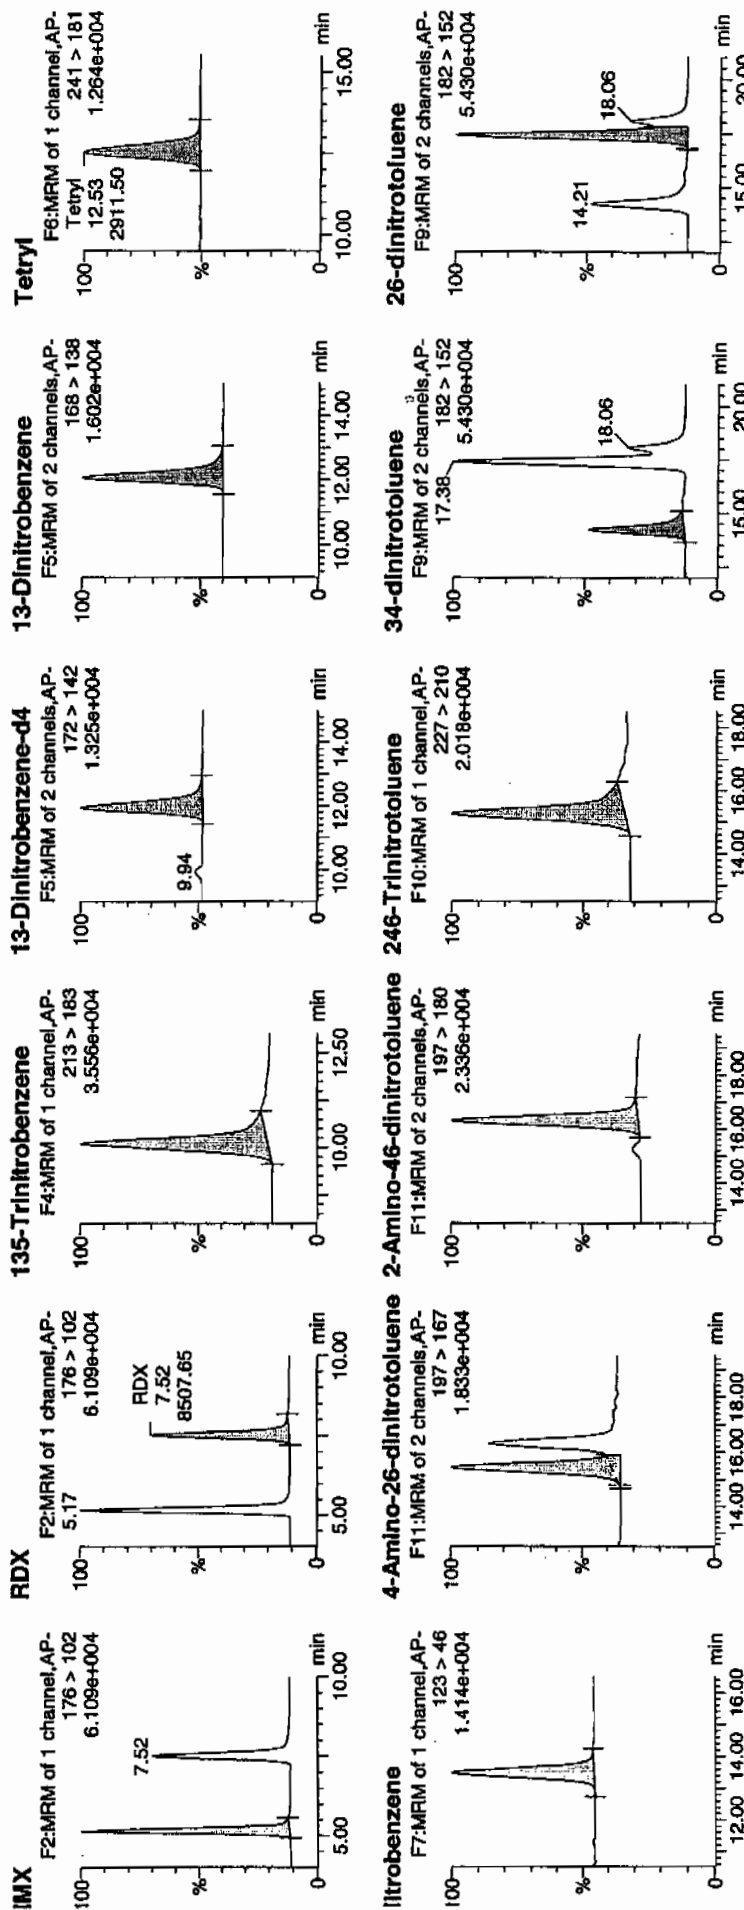 IMX
F2:MRM of 1 channel,AP-
176 > 102
6.109e+004
100
7.52
%
0
5.00
10.00
min
RDX
F2:MRM of 1 channel,AP-
176 > 102
6.109e+004
100
5.17
RDX
7.52
8507.65
%
0
5.00
10.00
min
135-Trinitrobenzene
F4:MRM of 1 channel,AP-
213 > 183
3.556e+004
100
%
0
10.00
12.50
min
13-Dinitrobenzene-d4
F5:MRM of 2 channels,AP-
172 > 142
1.325e+004
100
9.94
%
0
10.00
12.00
14.00
min
13-Dinitrobenzene
F5:MRM of 2 channels,AP-
168 > 138
1.602e+004
100
%
0
10.00
12.00
14.00
min
Tetryl
F6:MRM of 1 channel,AP-
241 > 181
1.264e+004
100
Tetryl
12.53
2911.50
%
0
10.00
15.00
min
litrobenzene
F7:MRM of 1 channel,AP-
123 > 46
1.414e+004
100
%
0
12.00
14.00
16.00
min
4-Amino-26-dinitrotoluene
F11:MRM of 2 channels,AP-
197 > 167
1.833e+004
100
%
0
14.00
16.00
18.00
min
2-Amino-46-dinitrotoluene
F11:MRM of 2 channels,AP-
197 > 180
2.336e+004
100
%
0
14.00
16.00
18.00
min
246-Trinitrotoluene
F10:MRM of 1 channel,AP-
227 > 210
2.018e+004
100
%
0
14.00
16.00
18.00
min
34-dinitrotoluene
F9:MRM of 2 channels,AP-
182 > 152
5.430e+004
100
17.38
18.06
%
0
15.00
20.00
min
26-dinitrotoluene
F9:MRM of 2 channels,AP-
182 > 152
5.430e+004
100
14.21
18.06
%
0
15.00
20.00
min